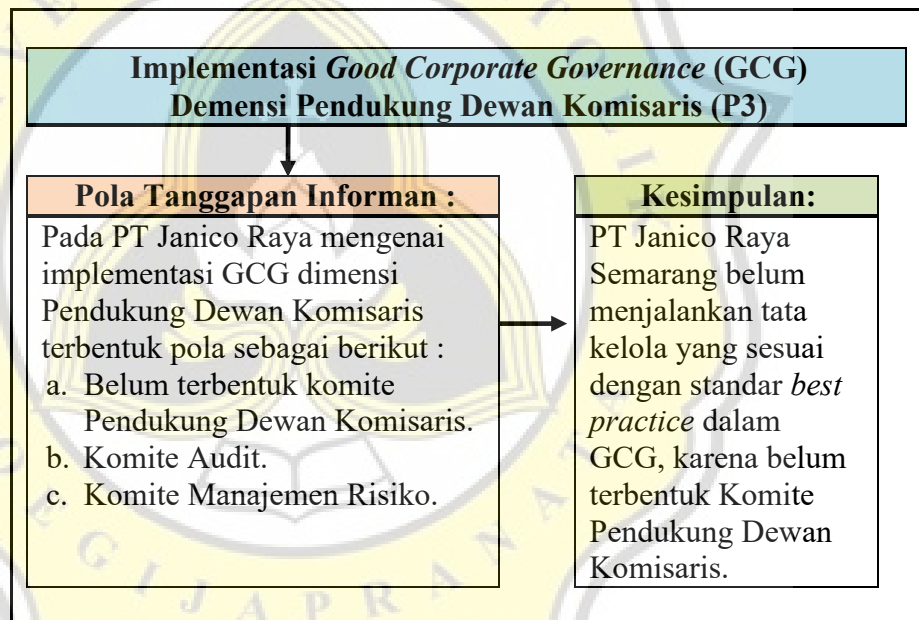 Implementasi Good Corporate Governance (GCG)
Demensi Pendukung Dewan Komisaris (P3)
Pola Tanggapan Informan :
Pada PT Janico Raya mengenai
implementasi GCG dimensi
Pendukung Dewan Komisaris
terbentuk pola sebagai berikut :
a. Belum terbentuk komite
Pendukung Dewan Komisaris.
b. Komite Audit.
c. Komite Manajemen Risiko.
Kesimpulan:
PT Janico Raya
Semarang belum
menjalankan tata
kelola yang sesuai
dengan standar best
practice dalam
GCG, karena belum
terbentuk Komite
Pendukung Dewan
Komisaris.